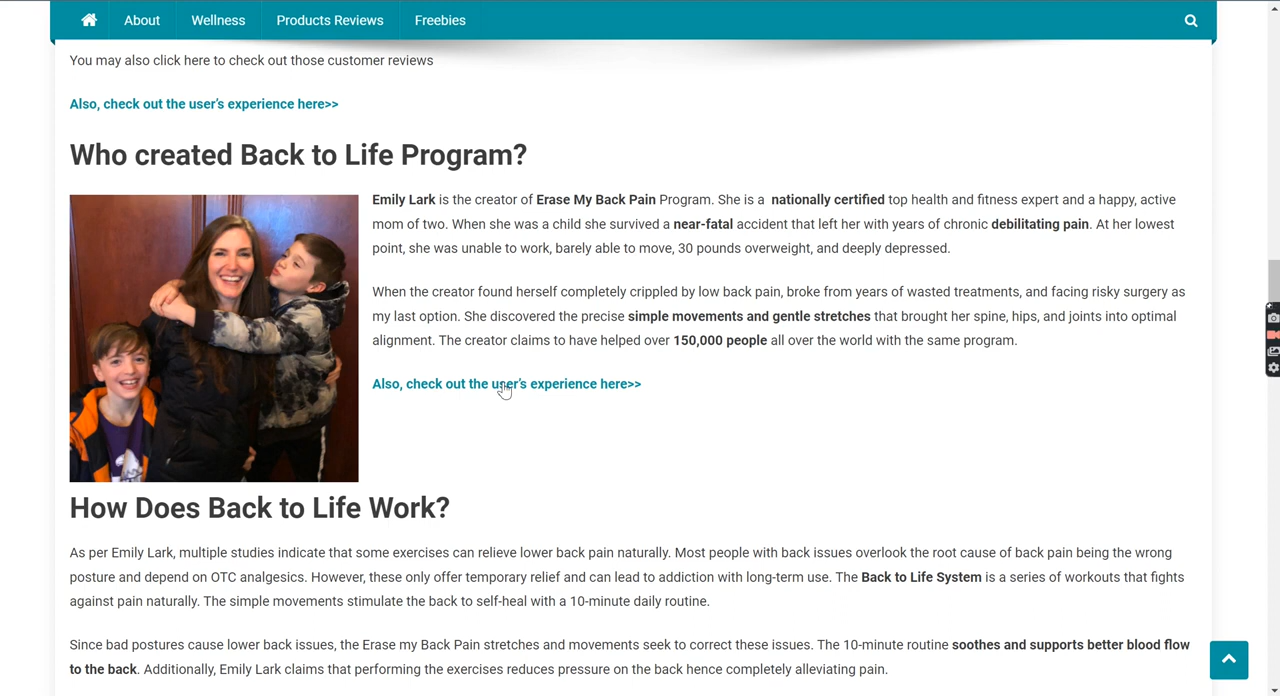 About Wellness Products Reviews Freebies
You may also click here to check out those customer reviews
Also, check out the user's experience here>>
Who created Back to Life Program?
Emily Lark is the creator of Erase My Back Pain Program. She is a nationally certified top health and fitness expert and a happy, active
mom of two. When she was a child she survived a near-fatal accident that left her with years of chronic debilitating pain. At her lowest
point, she was unable to work, barely able to move, 30 pounds overweight, and deeply depressed.
When the creator found herself completely crippled by low back pain, broke from years of wasted treatments, and facing risky surgery as
my last option. She discovered the precise simple movements and gentle stretches that brought her spine, hips, and joints into optimal
alignment. The creator claims to have helped over 150,000 people all over the world with the same program.
Also, check out the user's experience here>>
How Does Back to Life Work?
As per Emily Lark, multiple studies indicate that some exercises can relieve lower back pain naturally. Most people with back issues overlook the root cause of back pain being the wrong
posture and depend on OTC analgesics. However, these only offer temporary relief and can lead to addiction with long-term use. The Back to Life System is a series of workouts that fights
against pain naturally. The simple movements stimulate the back to self-heal with a 10-minute daily routine.
Since bad postures cause lower back issues, the Erase my Back Pain stretches and movements seek to correct these issues. The 10-minute routine soothes and supports better blood flow
to the back. Additionally, Emily Lark claims that performing the exercises reduces pressure on the back hence completely alleviating pain.